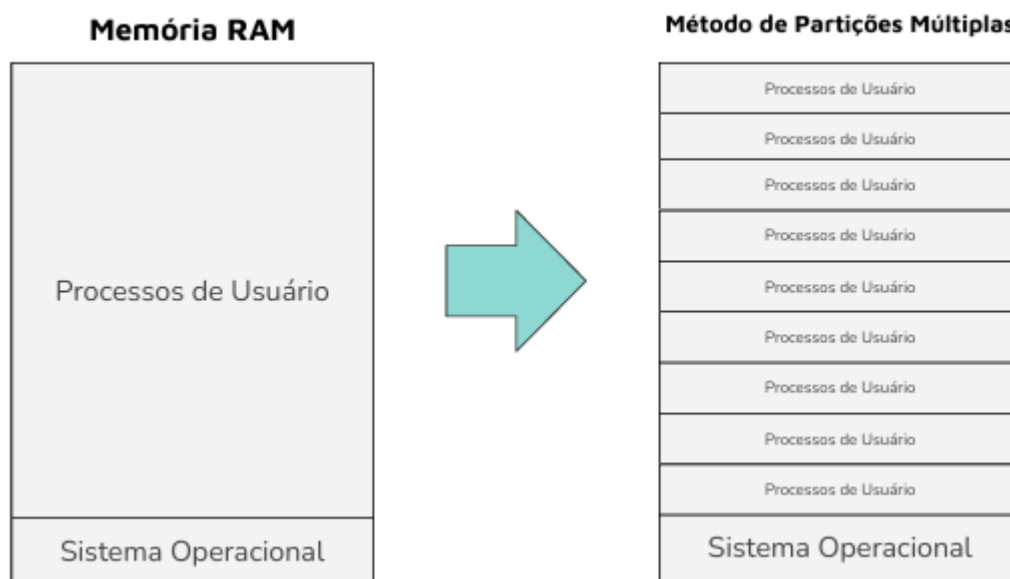 Memória RAM
Processos de Usuário
Sistema Operacional
Método de Partições Múltiplas
Processos de Usuário
Processos de Usuário
Processos de Usuário
Processos de Usuário
Processos de Usuário
Processos de Usuário
Processos de Usuário
Processos de Usuário
Processos de Usuário
Sistema Operacional